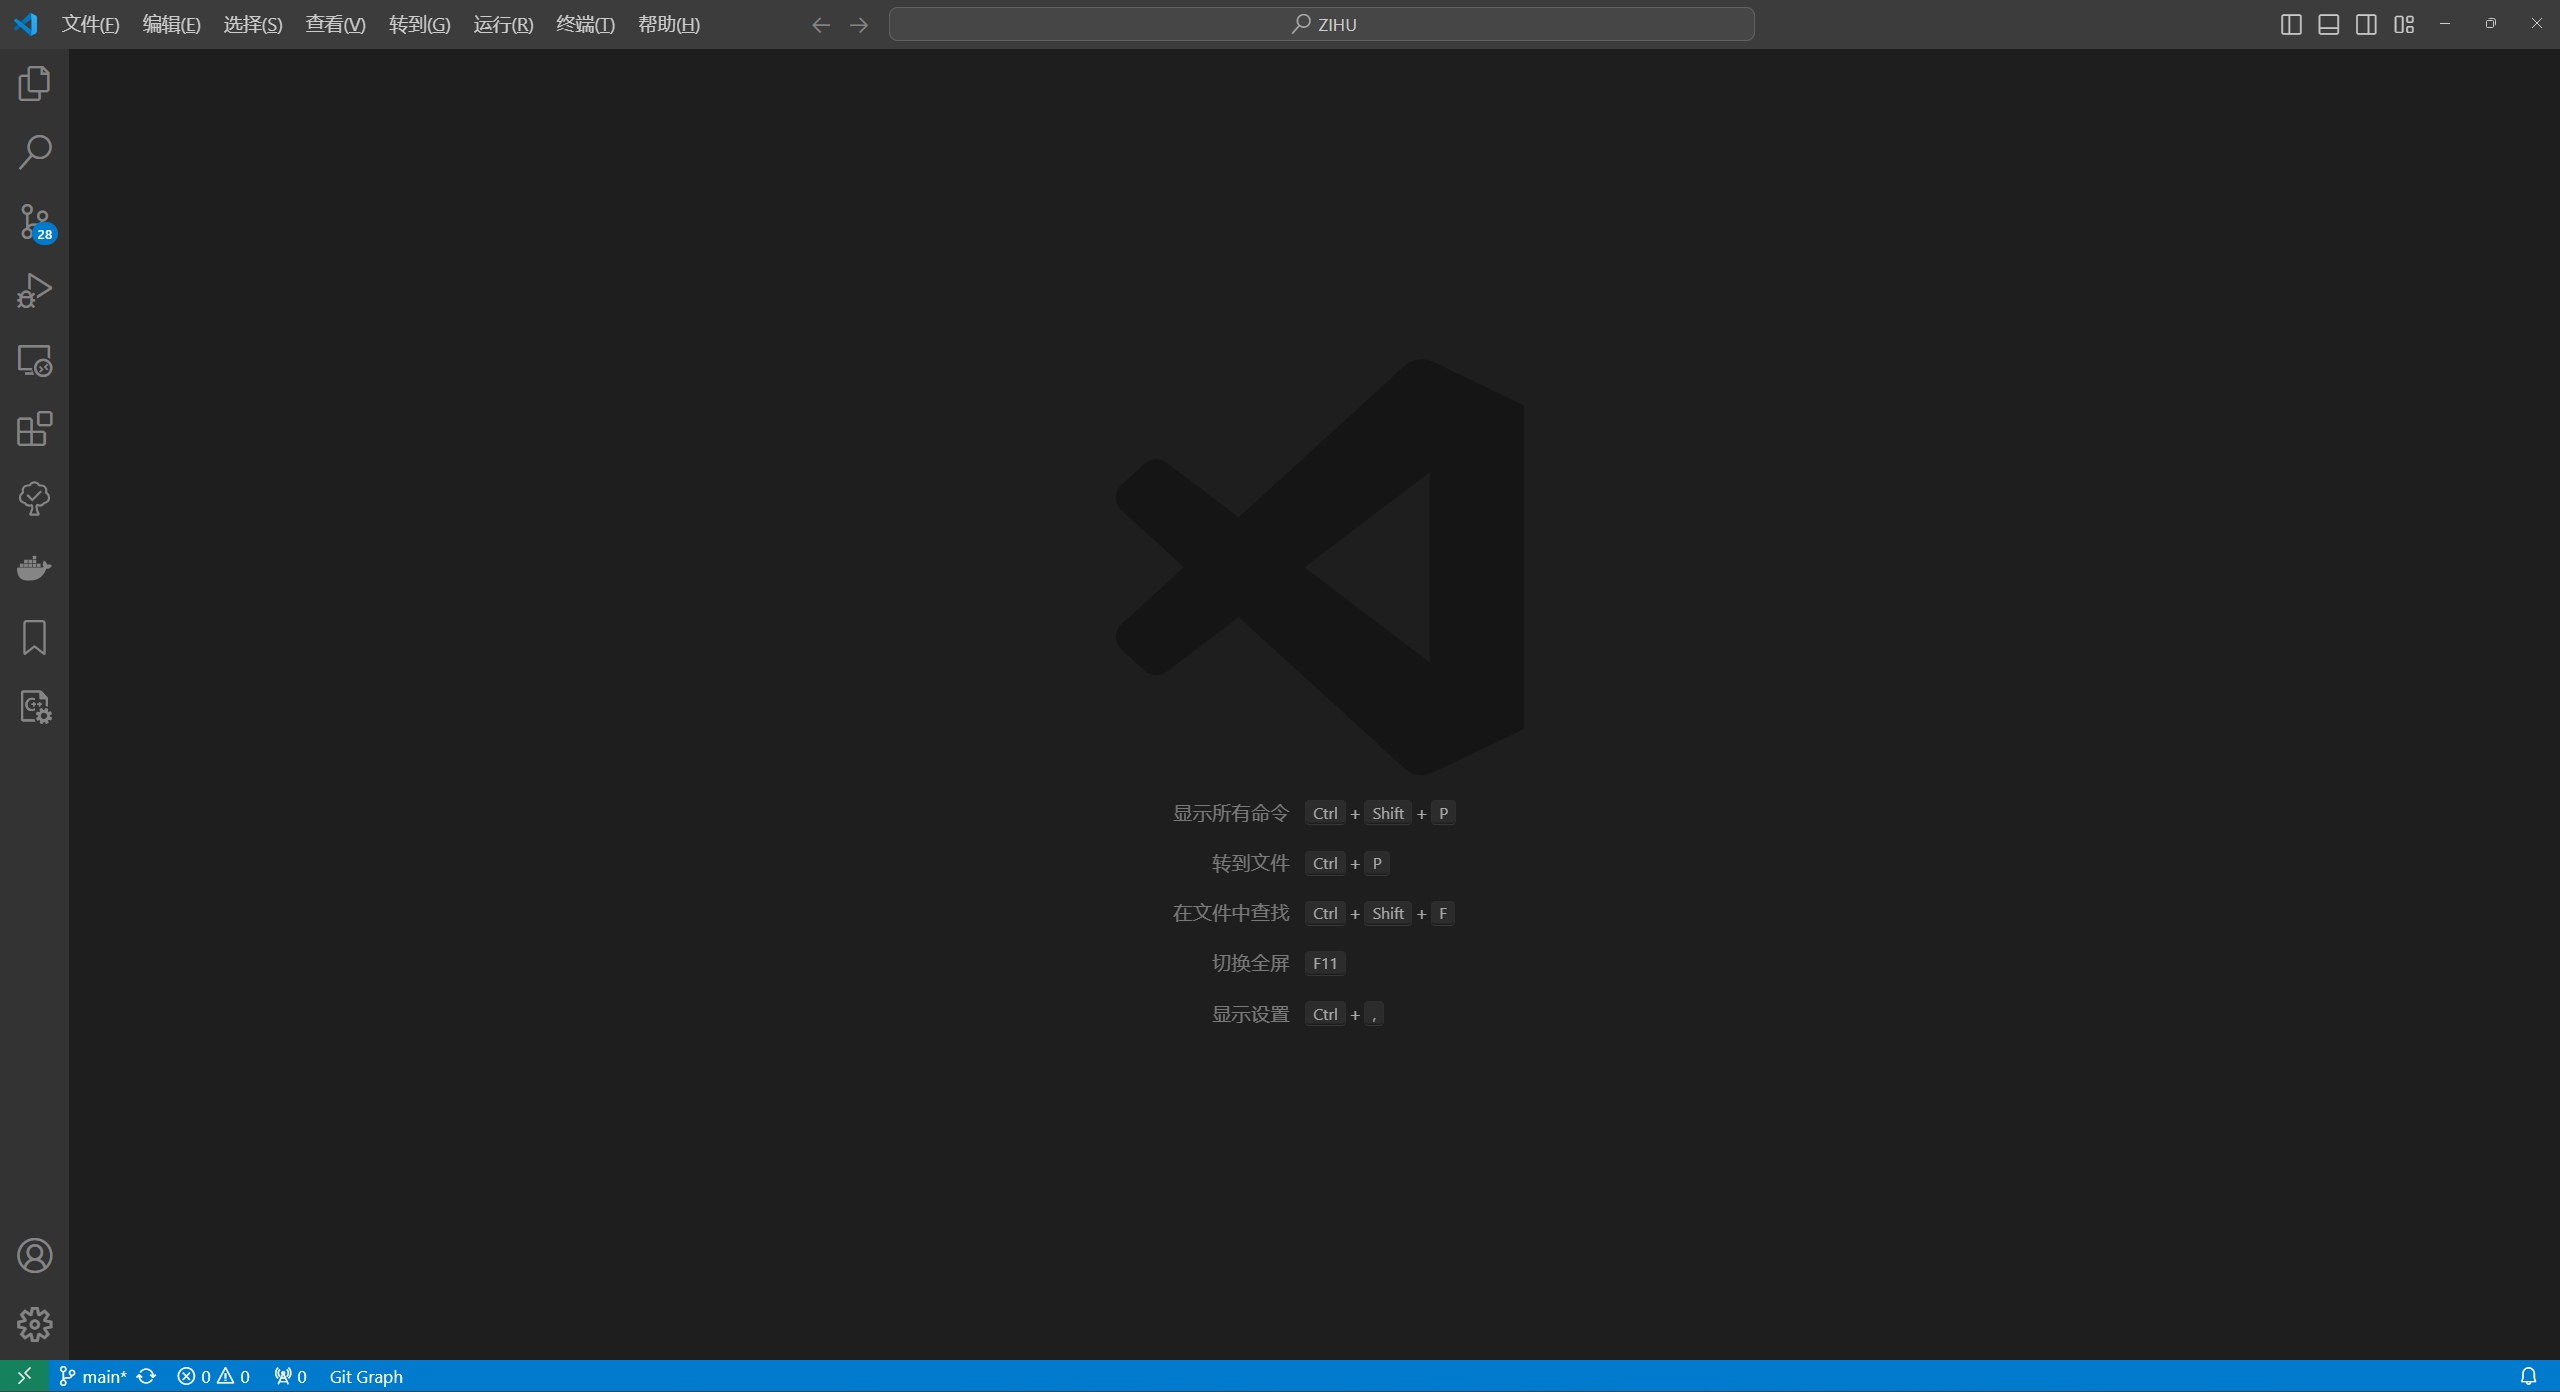 文件(F) 编辑(E) 选择(S) 查看(V) 转到(G) 运行(R) 终端(T) 帮助(H) ZIHU
28
显示所有命令 Ctrl + Shift + P
转到文件 Ctrl + P
在文件中查找 Ctrl + Shift + F
切换全屏 F11
显示设置 Ctrl + ,
main* 0 0 0 Git Graph